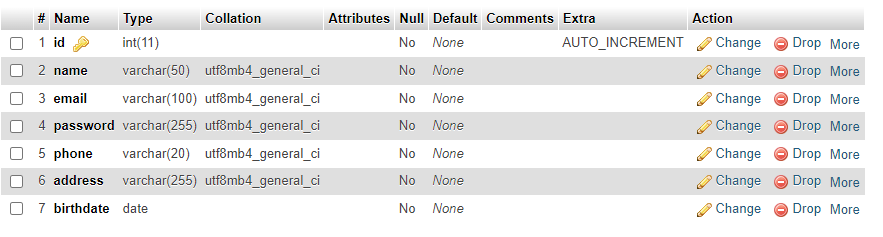 # Name Type Collation Attributes Null Default Comments Extra Action
1 id int(11) No None AUTO_INCREMENT Change Drop More
2 name varchar(50) utf8mb4_general_ci No None Change Drop More
3 email varchar(100) utf8mb4_general_ci No None Change Drop More
4 password varchar(255) utf8mb4_general_ci No None Change Drop More
5 phone varchar(20) utf8mb4_general_ci No None Change Drop More
6 address varchar(255) utf8mb4_general_ci No None Change Drop More
7 birthdate date No None Change Drop More